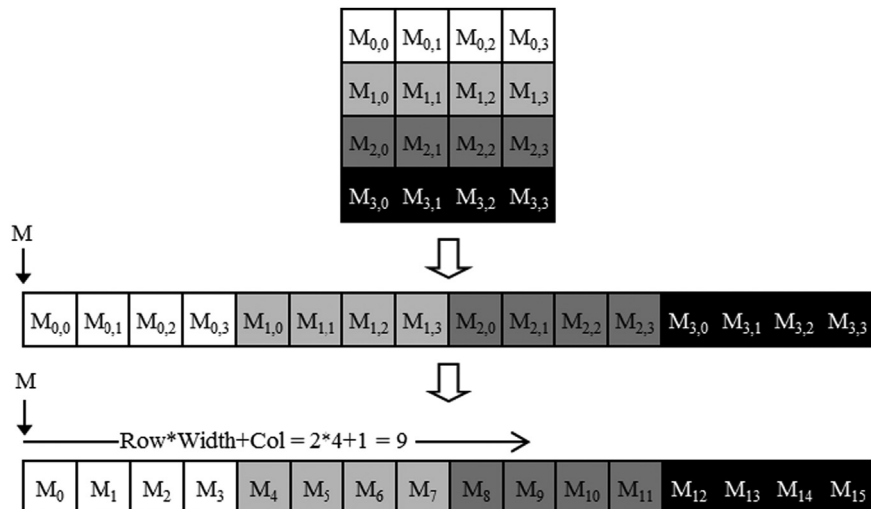 M0,0 M0,1 M0,2 M0,3
M1,0 M1,1 M1,2 M1,3
M2,0 M2,1 M2,2 M2,3
M3,0 M3,1 M3,2 M3,3
M
M0,0 M0,1 M0,2 M0,3 M1,0 M1,1 M1,2 M1,3 M2,0 M2,1 M2,2 M2,3 M3,0 M3,1 M3,2 M3,3
M
Row*Width+Col = 2*4+1 = 9
M0 M1 M2 M3 M4 M5 M6 M7 M8 M9 M10 M11 M12 M13 M14 M15